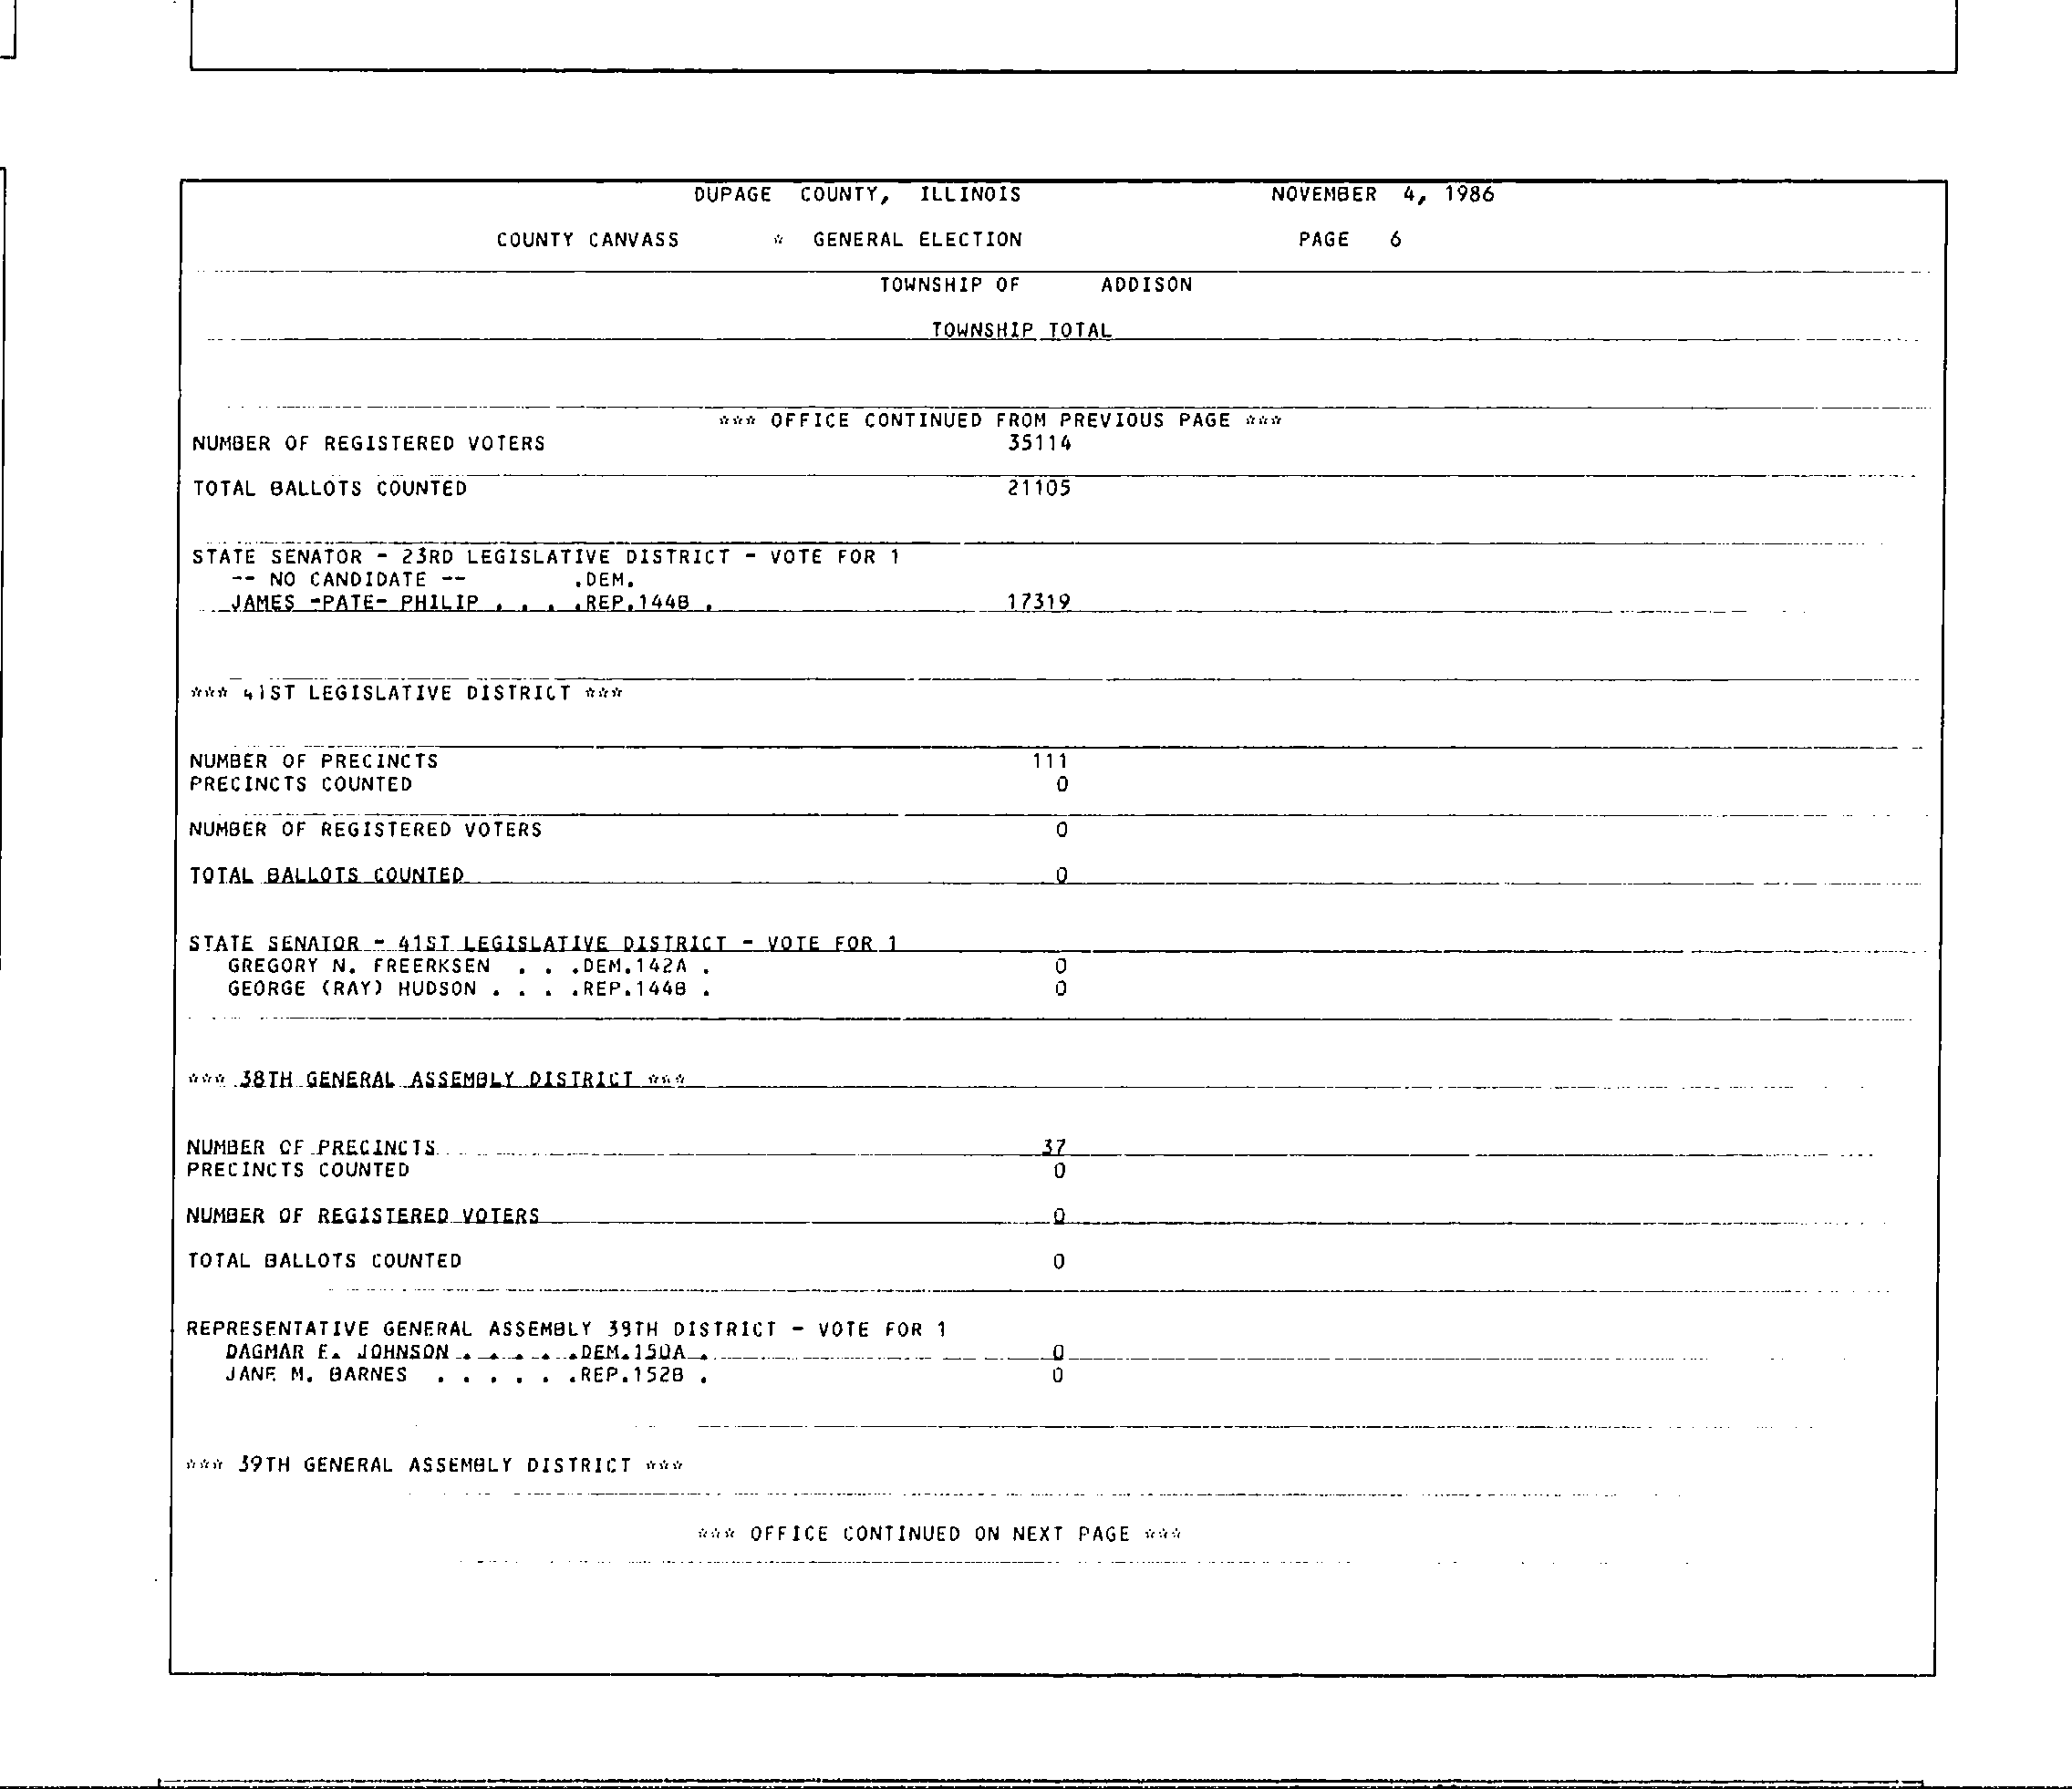 DUPAGE COUNTY, ILLINOIS NOVEMBER 4, 1986
COUNTY CANVASS * GENERAL ELECTION PAGE 6
TOWNSHIP OF ADDISON
TOWNSHIP TOTAL
*** OFFICE CONTINUED FROM PREVIOUS PAGE ***
NUMBER OF REGISTERED VOTERS 35114
TOTAL BALLOTS COUNTED 21105
STATE SENATOR - 23RD LEGISLATIVE DISTRICT - VOTE FOR 1
-- NO CANDIDATE -- .DEM.
JAMES -PATE- PHILIP . . . .REP.144B . 17319
*** 41ST LEGISLATIVE DISTRICT ***
NUMBER OF PRECINCTS 111
PRECINCTS COUNTED 0
NUMBER OF REGISTERED VOTERS 0
TOTAL BALLOTS COUNTED 0
STATE SENATOR - 41ST LEGISLATIVE DISTRICT - VOTE FOR 1
GREGORY N. FREERKSEN . . .DEM.142A . 0
GEORGE (RAY) HUDSON . . . .REP.144B . 0
*** 38TH GENERAL ASSEMBLY DISTRICT ***
NUMBER OF PRECINCTS 37
PRECINCTS COUNTED 0
NUMBER OF REGISTERED VOTERS 0
TOTAL BALLOTS COUNTED 0
REPRESENTATIVE GENERAL ASSEMBLY 38TH DISTRICT - VOTE FOR 1
DAGMAR E. JOHNSON . . . . .DEM.150A . 0
JANE M. BARNES . . . . . .REP.152B . 0
*** 39TH GENERAL ASSEMBLY DISTRICT ***
*** OFFICE CONTINUED ON NEXT PAGE ***